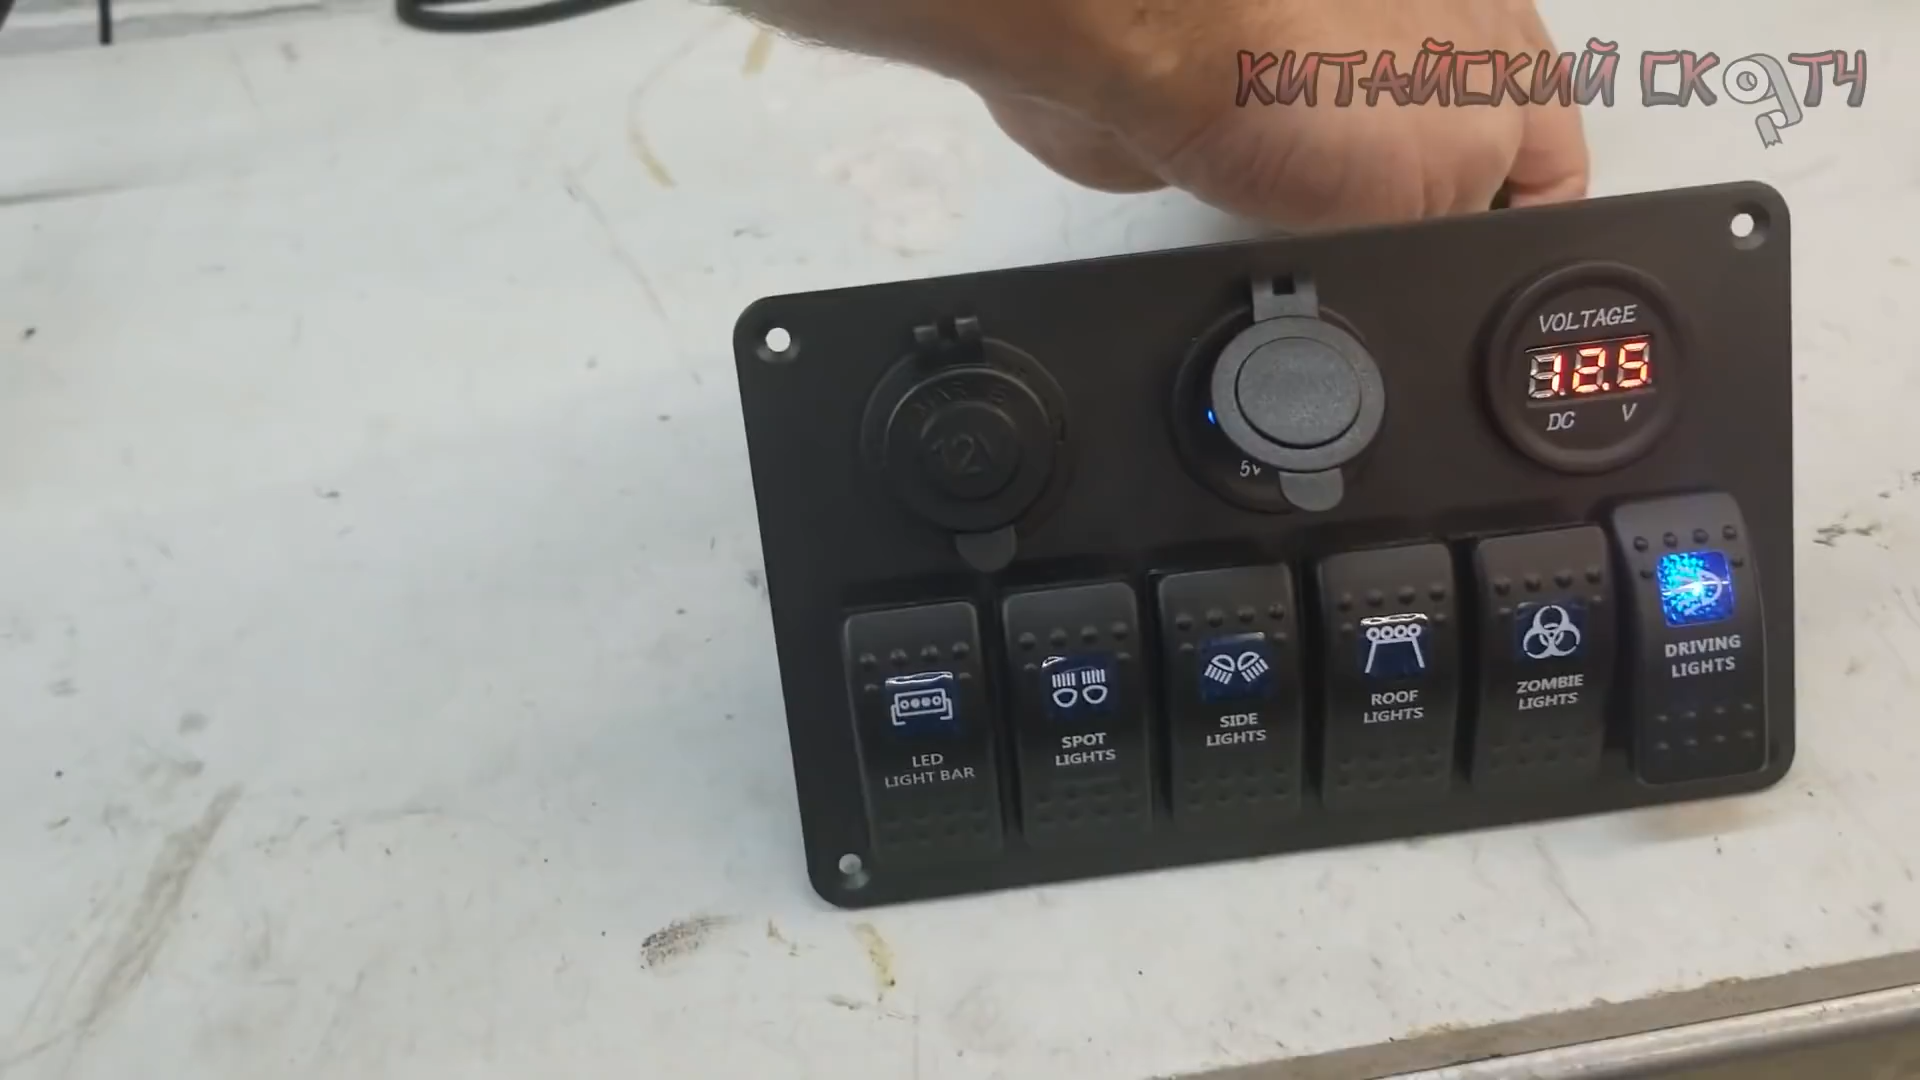 КИТАЙСКИЙ СКОТЧ
VOLTAGE
12.5
DC V
12V
5v
LED
LIGHT BAR
SPOT
LIGHTS
SIDE
LIGHTS
ROOF
LIGHTS
ZOMBIE
LIGHTS
DRIVING
LIGHTS